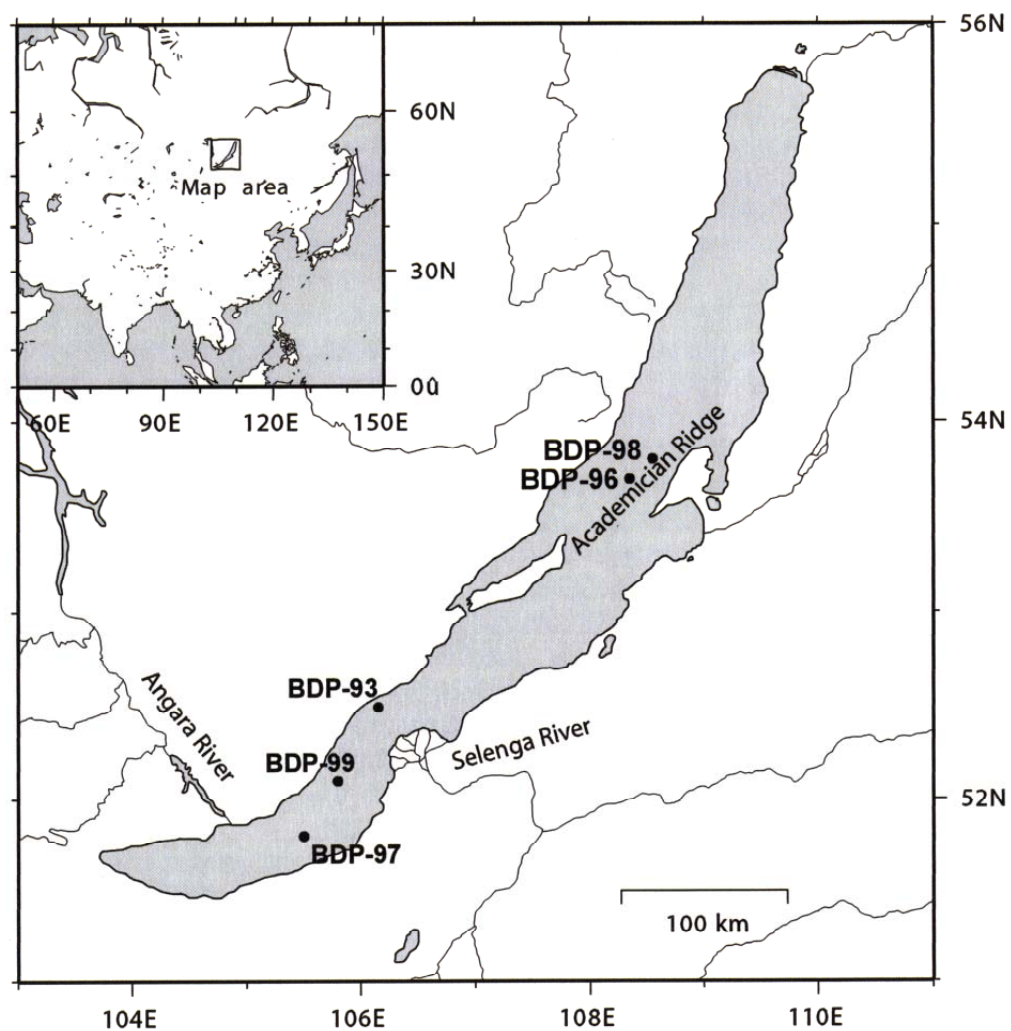 56N
60N
Map area
30N
00
60E 90E 120E 150E
54N
BDP-98
BDP-96
Academician Ridge
BDP-93
Angara River
Selenga River
BDP-99
52N
BDP-97
100 km
104E 106E 108E 110E